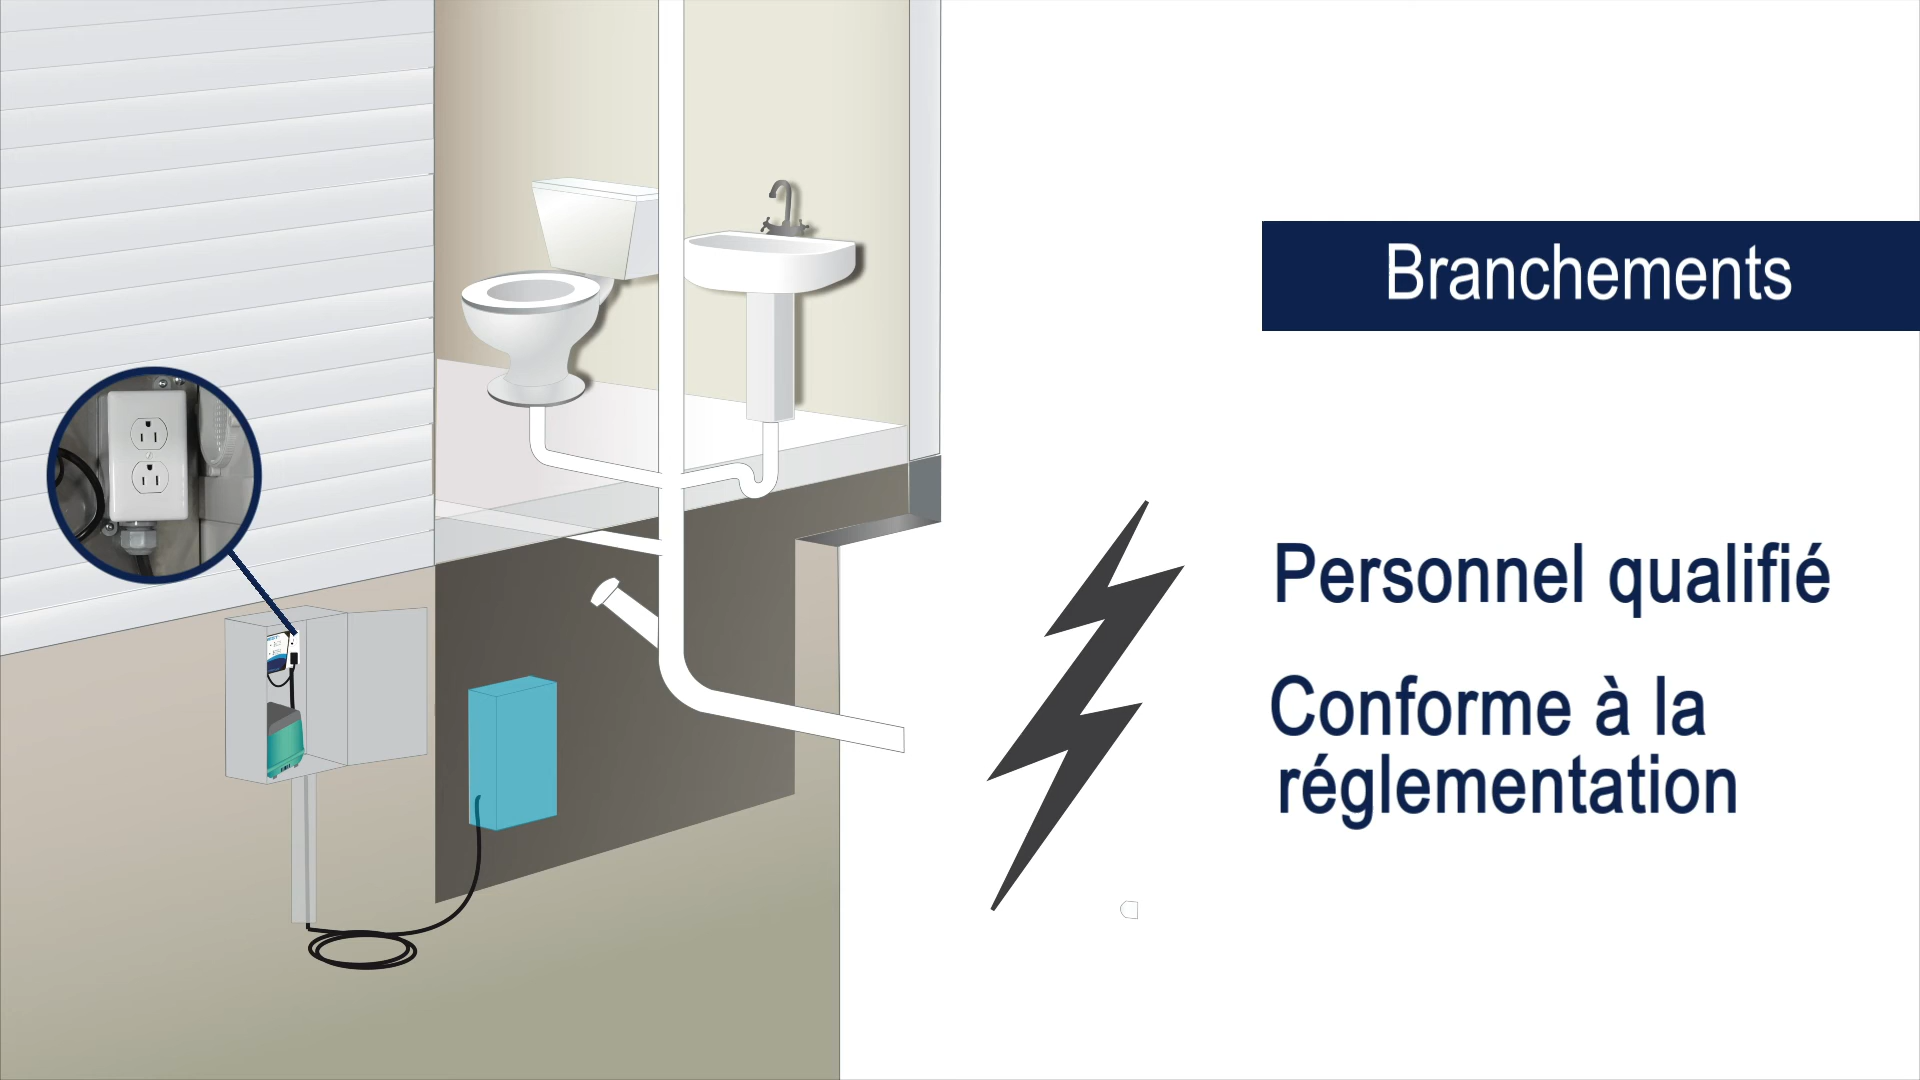 Branchements
Personnel qualifié
Conforme à la
réglementation